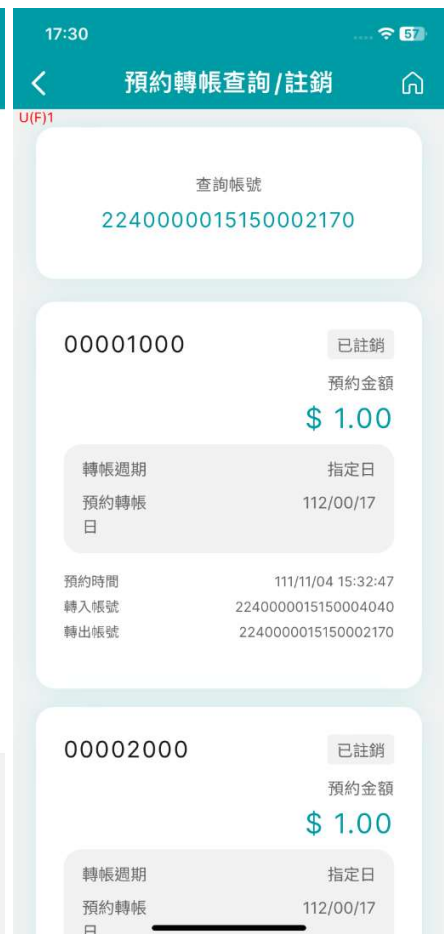 17:30
57
預約轉帳查詢/註銷
U(F)1
查詢帳號
2240000015150002170
00001000 已註銷
預約金額
$ 1.00
轉帳週期 指定日
預約轉帳 112/00/17
日
預約時間 111/11/04 15:32:47
轉入帳號 2240000015150004040
轉出帳號 2240000015150002170
00002000 已註銷
預約金額
$ 1.00
轉帳週期 指定日
預約轉帳 112/00/17
日